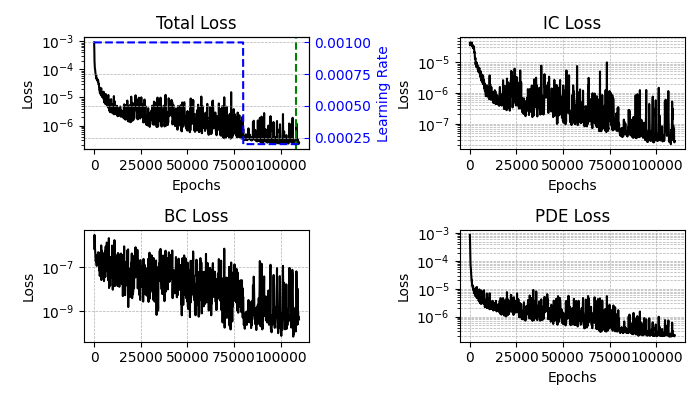 Total Loss
Loss
10⁻³
10⁻⁴
10⁻⁵
10⁻⁶
0.00100
0.00075
0.00050
0.00025
Learning Rate
0 25000 50000 75000 100000
Epochs
IC Loss
Loss
10⁻⁵
10⁻⁶
10⁻⁷
0 25000 50000 75000 100000
Epochs
BC Loss
Loss
10⁻⁷
10⁻⁹
0 25000 50000 75000 100000
PDE Loss
Loss
10⁻³
10⁻⁴
10⁻⁵
10⁻⁶
0 25000 50000 75000 100000
Epochs